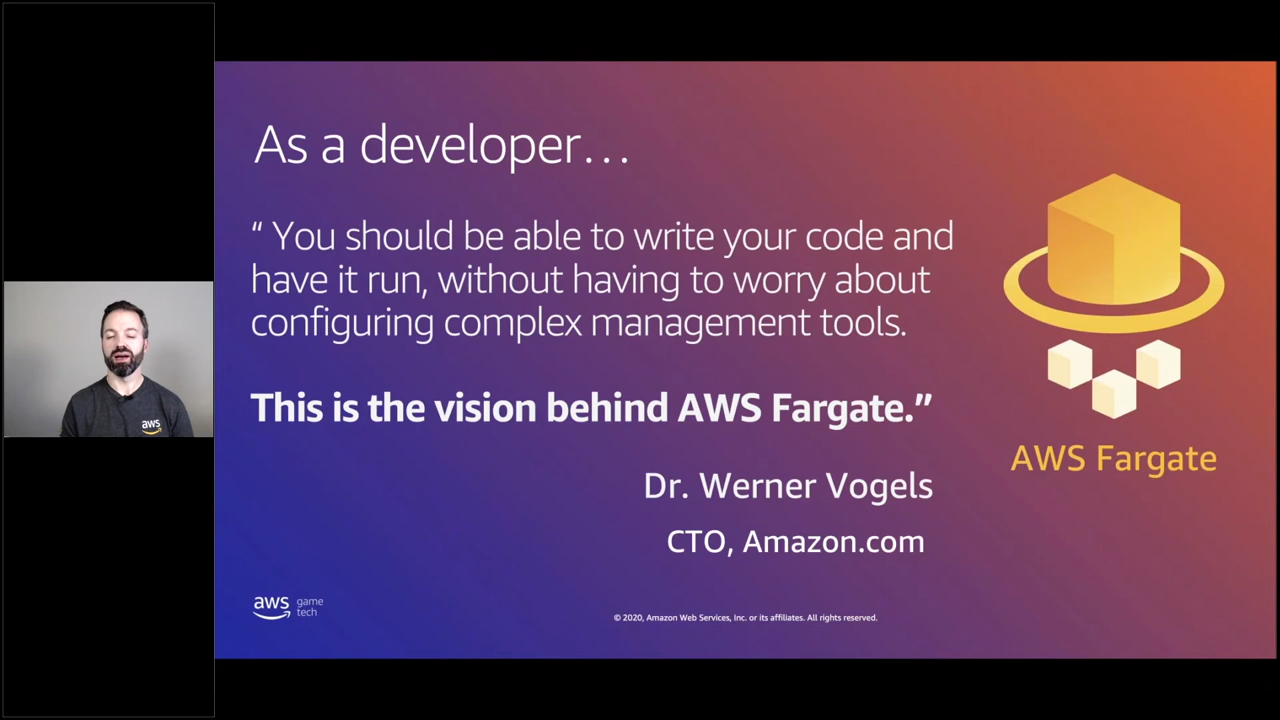 As a developer…
“ You should be able to write your code and
have it run, without having to worry about
configuring complex management tools.
This is the vision behind AWS Fargate.”
Dr. Werner Vogels
CTO, Amazon.com
AWS Fargate
aws
aws game
tech
© 2020, Amazon Web Services, Inc. or its affiliates. All rights reserved.